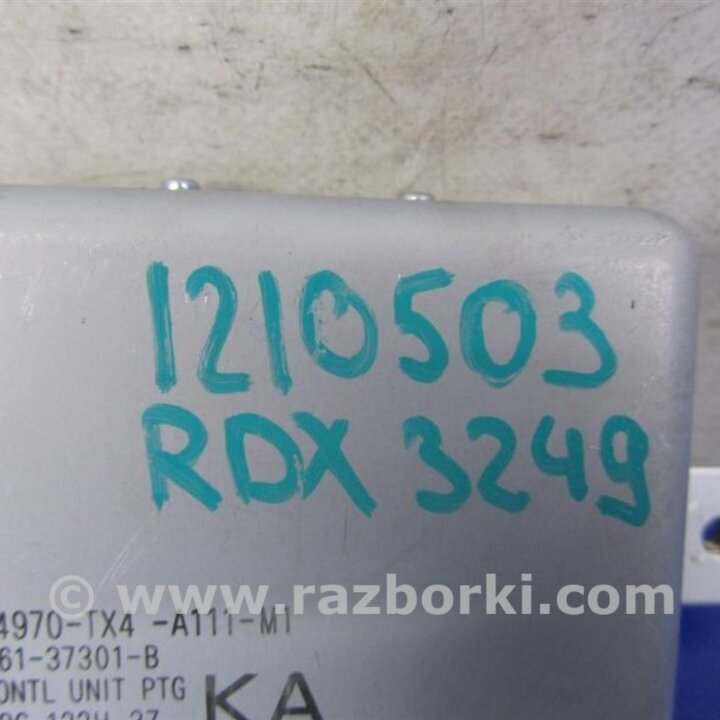 1210503
RDX 3249
© www.razborki.com
4970-TX4 -A111-M1
61-37301-B
ONTL UNIT PTG
KA